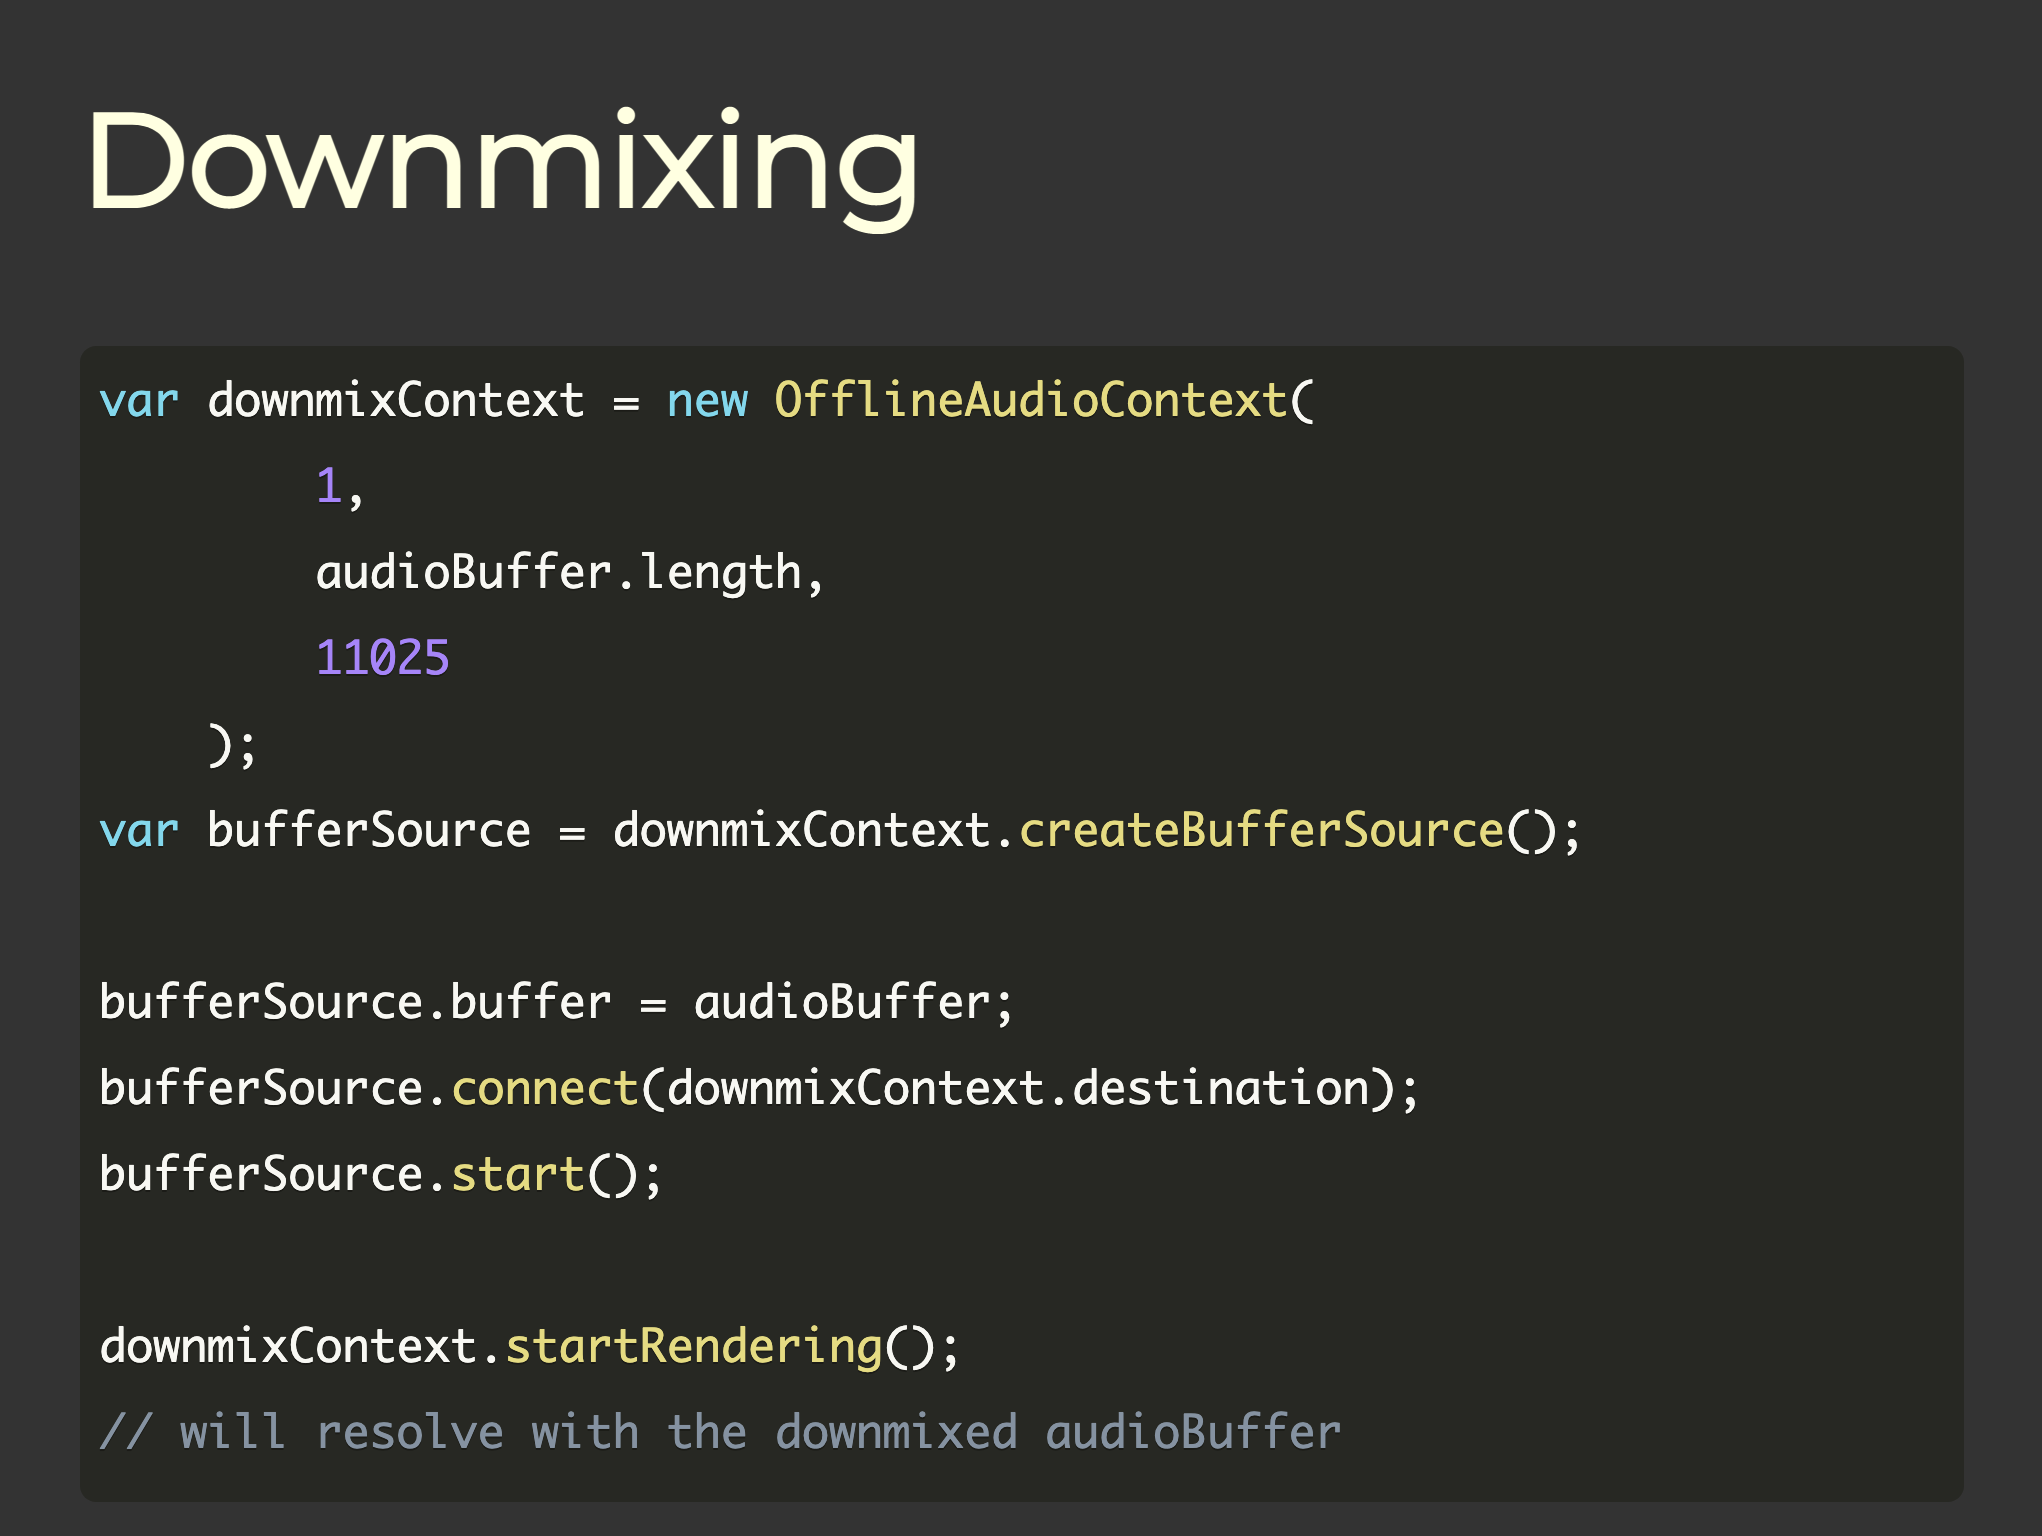 Downmixing
var downmixContext = new OfflineAudioContext(
        1,
        audioBuffer.length,
        11025
    );
var bufferSource = downmixContext.createBufferSource();

bufferSource.buffer = audioBuffer;
bufferSource.connect(downmixContext.destination);
bufferSource.start();

downmixContext.startRendering();
// will resolve with the downmixed audioBuffer